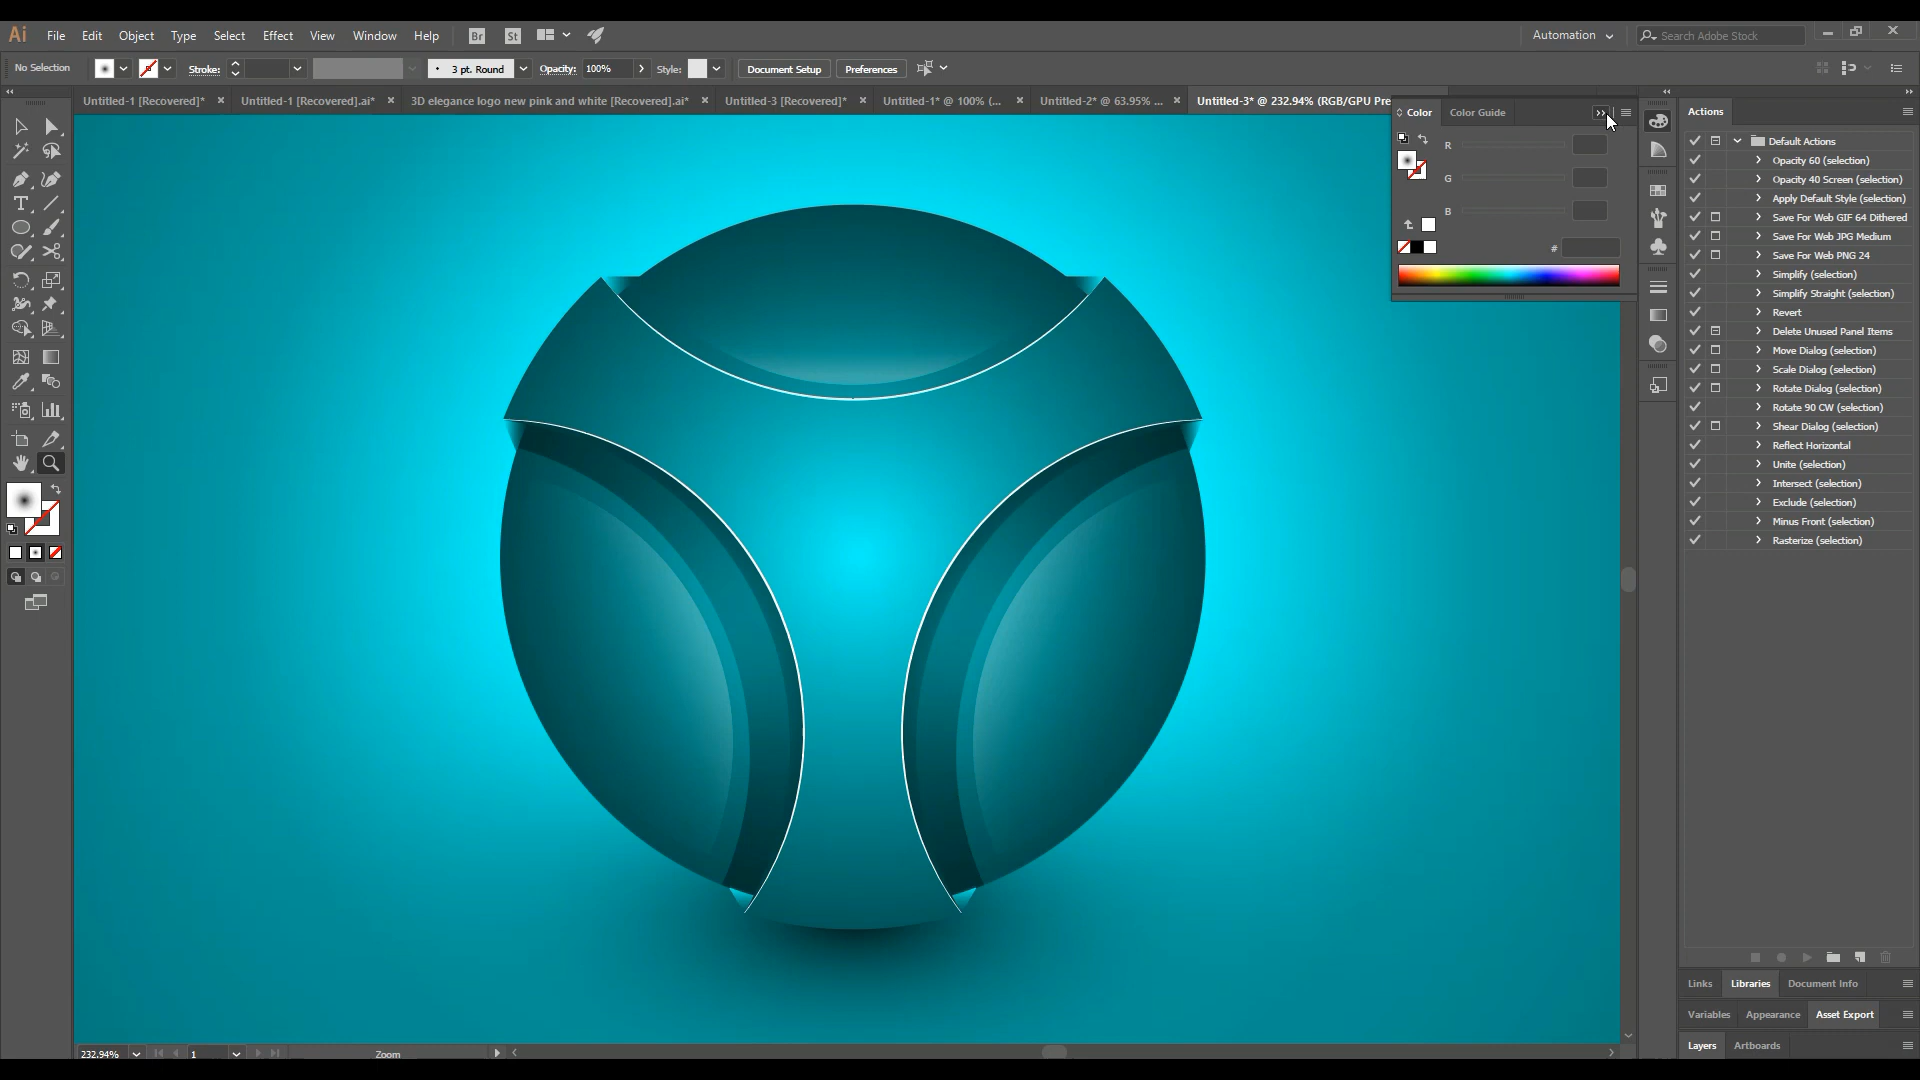 Ai File Edit Object Type Select Effect View Window Help Br St Automation Search Adobe Stock
No Selection Stroke: 3 pt. Round Opacity: 100% Style: Document Setup Preferences
Untitled-1 [Recovered]* × Untitled-1 [Recovered].ai* × 3D elegance logo new pink and white [Recovered].ai* × Untitled-3 [Recovered]* × Untitled-1* @ 100% (... × Untitled-2* @ 63.95% ... × Untitled-3* @ 232.94% (RGB/GPU Pre
Color Color Guide
R
G
B
#
Actions
Default Actions
Opacity 60 (selection)
Opacity 40 Screen (selection)
Apply Default Style (selection)
Save For Web GIF 64 Dithered
Save For Web JPG Medium
Save For Web PNG 24
Simplify (selection)
Simplify Straight (selection)
Revert
Delete Unused Panel Items
Move Dialog (selection)
Scale Dialog (selection)
Rotate Dialog (selection)
Rotate 90 CW (selection)
Shear Dialog (selection)
Reflect Horizontal
Unite (selection)
Intersect (selection)
Exclude (selection)
Minus Front (selection)
Rasterize (selection)
Links Libraries Document Info
Variables Appearance Asset Export
Layers Artboards
232.94% 1 Zoom